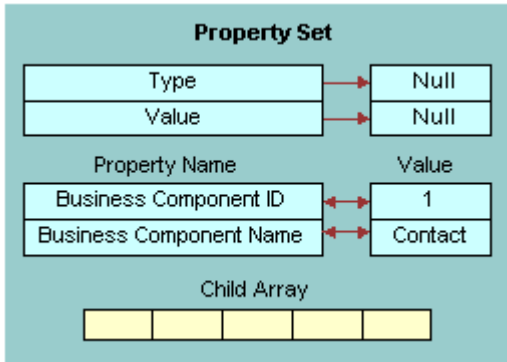 Property Set
Type Null
Value Null
Property Name Value
Business Component ID 1
Business Component Name Contact
Child Array